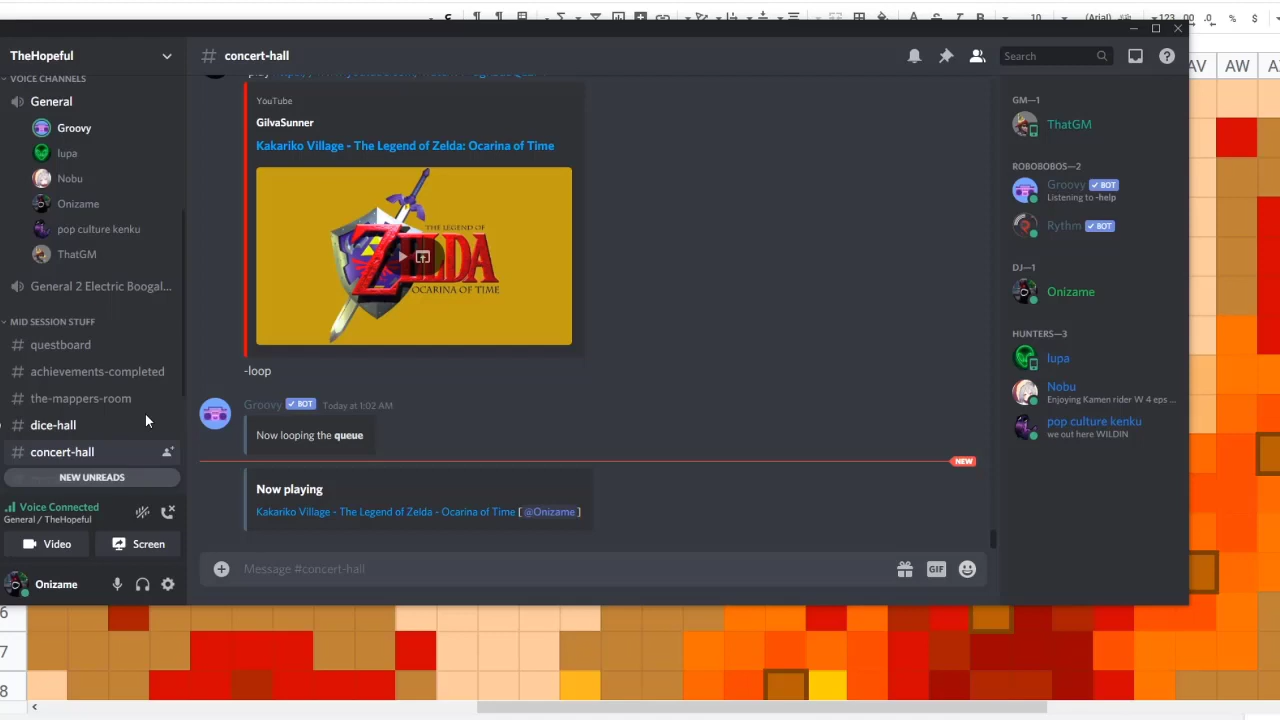 10
(Arial)
123
.00
.0
%
$
TheHopeful
concert-hall
Search
AV
AW
VOICE CHANNELS
General
Groovy
lupa
Nobu
Onizame
pop culture kenku
ThatGM
General 2 Electric Boogal...
MID SESSION STUFF
questboard
achievements-completed
the-mappers-room
dice-hall
concert-hall
NEW UNREADS
Voice Connected
General / TheHopeful
Video
Screen
Onizame
YouTube
GilvaSunner
Kakariko Village - The Legend of Zelda: Ocarina of Time
THE LEGEND OF
ZELDA
OCARINA OF TIME
-loop
Groovy BOT Today at 1:02 AM
Now looping the queue
NEW
Now playing
Kakariko Village - The Legend of Zelda - Ocarina of Time [ @Onizame ]
Message #concert-hall
GIF
GM—1
ThatGM
ROBOBOBOS—2
Groovy BOT
Listening to -help
Rythm BOT
DJ—1
Onizame
HUNTERS—3
lupa
Nobu
Enjoying Kamen rider W 4 eps ...
pop culture kenku
we out here WILDIN
6
7
8